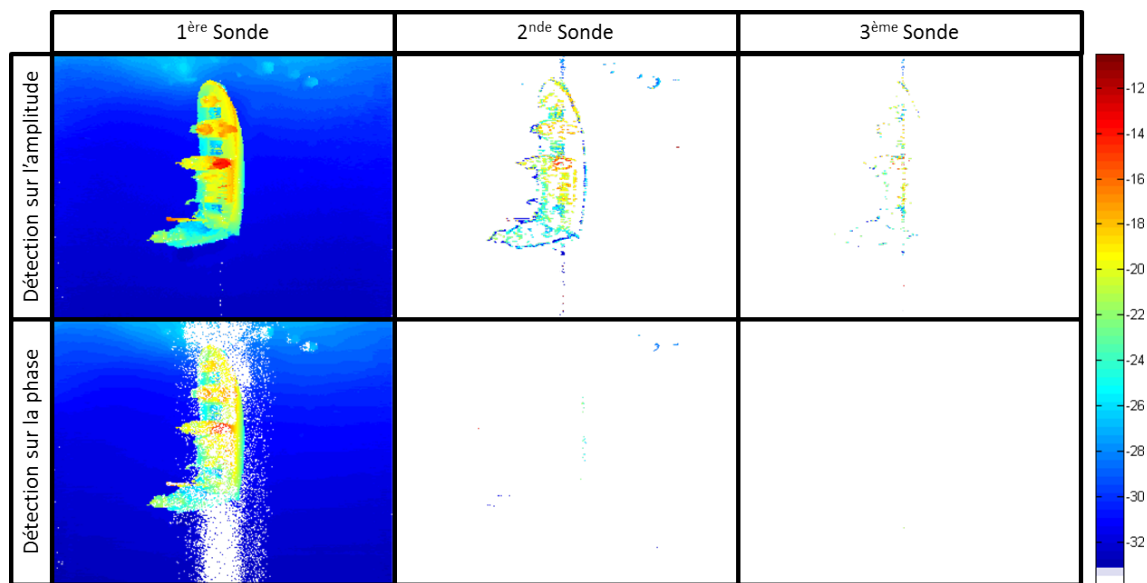 1ère Sonde
2nde Sonde
3ème Sonde
Détection sur l'amplitude
Détection sur la phase
-12
-14
-16
-18
-20
-22
-24
-26
-28
-30
-32